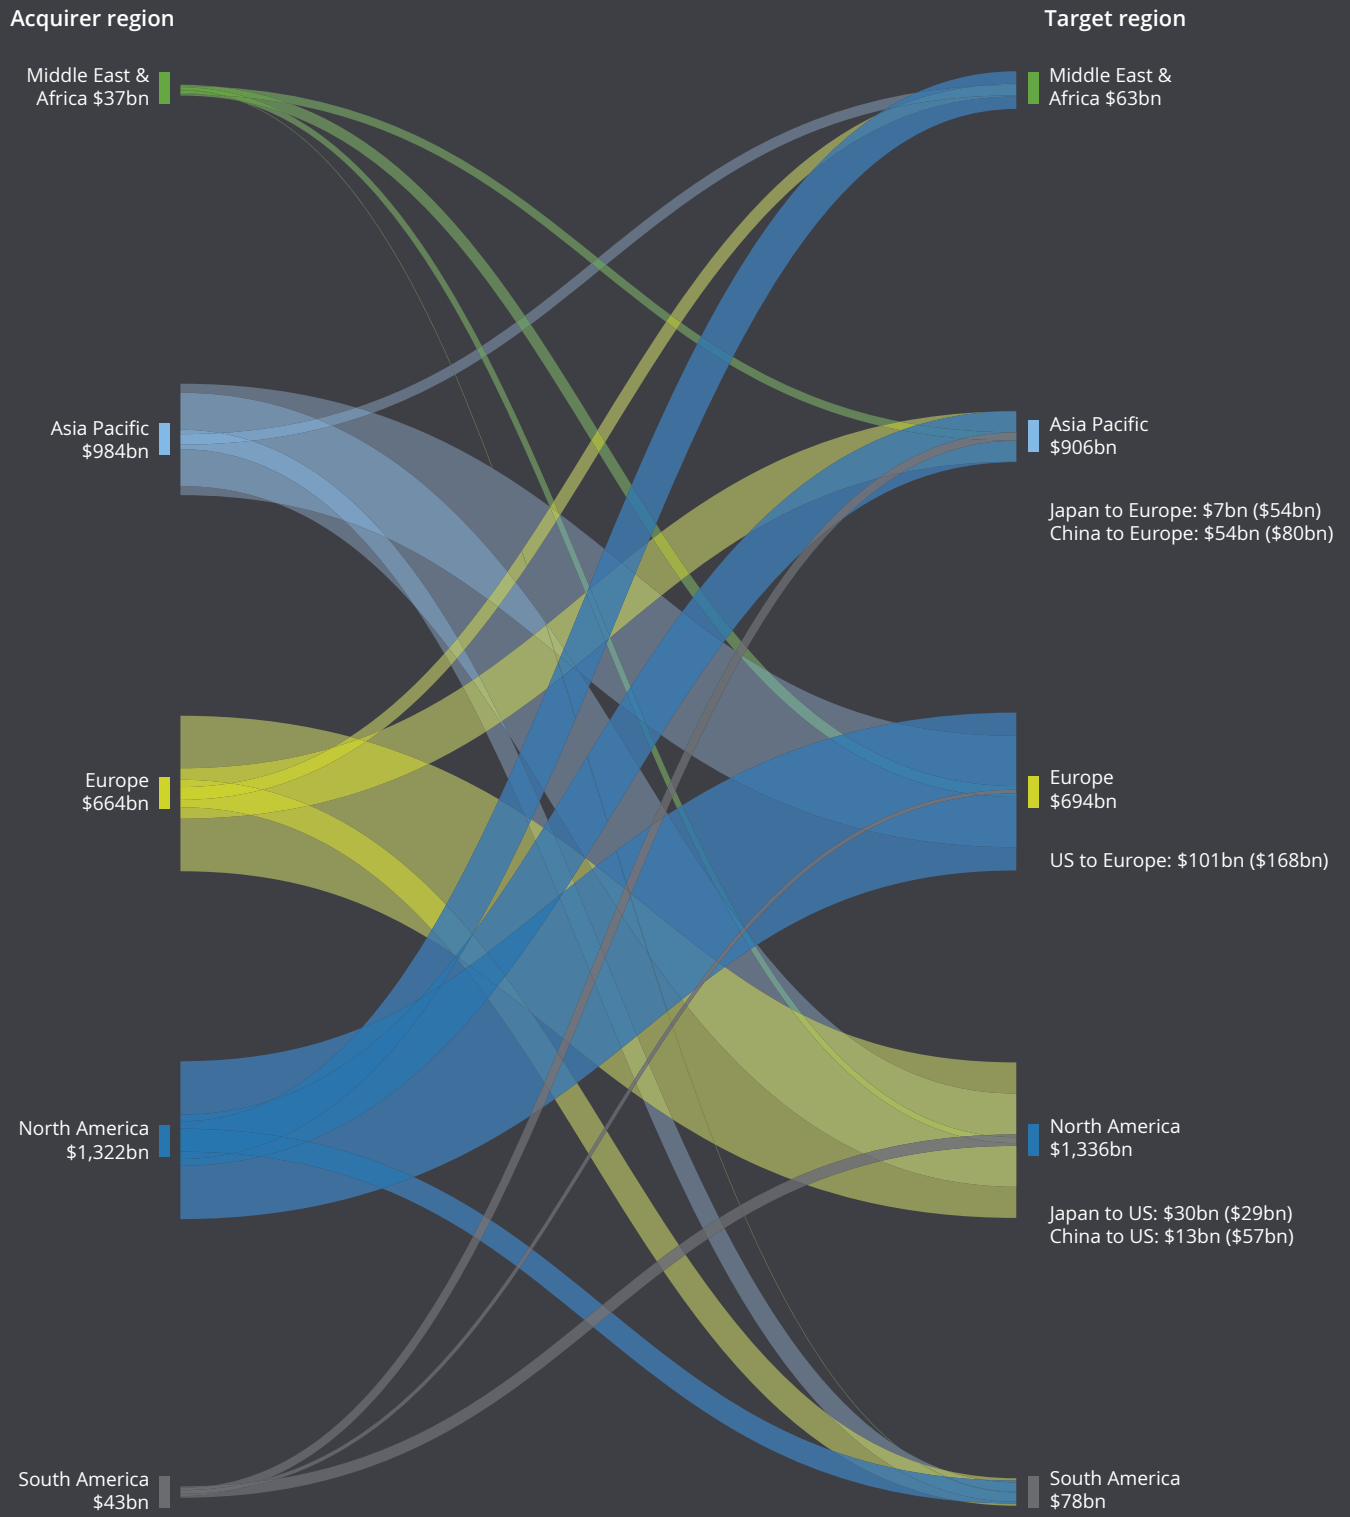 Acquirer region
Target region
Middle East &
Africa $37bn
Middle East &
Africa $63bn
Asia Pacific
$984bn
Asia Pacific
$906bn
Japan to Europe: $7bn ($54bn)
China to Europe: $54bn ($80bn)
Europe
$664bn
Europe
$694bn
US to Europe: $101bn ($168bn)
North America
$1,322bn
North America
$1,336bn
Japan to US: $30bn ($29bn)
China to US: $13bn ($57bn)
South America
$43bn
South America
$78bn